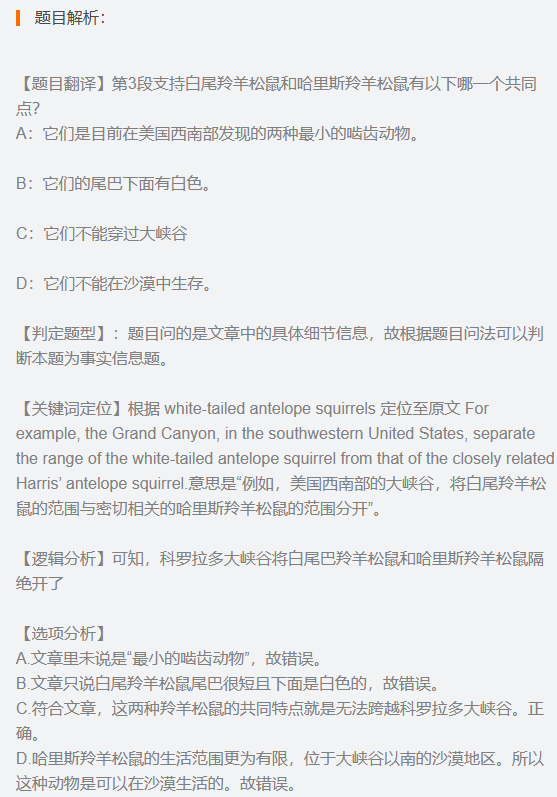 题目解析：
【题目翻译】第3段支持白尾羚羊松鼠和哈里斯羚羊松鼠有以下哪一个共同
点?
A：它们是目前在美国西南部发现的两种最小的啮齿动物。
B：它们的尾巴下面有白色。
C：它们不能穿过大峡谷
D：它们不能在沙漠中生存。
【判定题型】：题目问的是文章中的具体细节信息，故根据题目问法可以判
断本题为事实信息题。
【关键词定位】根据 white-tailed antelope squirrels 定位至原文 For
example, the Grand Canyon, in the southwestern United States, separate
the range of the white-tailed antelope squirrel from that of the closely related
Harris’ antelope squirrel.意思是“例如，美国西南部的大峡谷，将白尾羚羊松
鼠的范围与密切相关的哈里斯羚羊松鼠的范围分开”。
【逻辑分析】可知，科罗拉多大峡谷将白尾巴羚羊松鼠和哈里斯羚羊松鼠隔
绝开了
【选项分析】
A.文章里未说是“最小的啮齿动物”，故错误。
B.文章只说白尾羚羊松鼠尾巴很短且下面是白色的，故错误。
C.符合文章，这两种羚羊松鼠的共同特点就是无法跨越科罗拉多大峡谷。正
确。
D.哈里斯羚羊松鼠的生活范围更为有限，位于大峡谷以南的沙漠地区。所以
这种动物是可以在沙漠生活的。故错误。